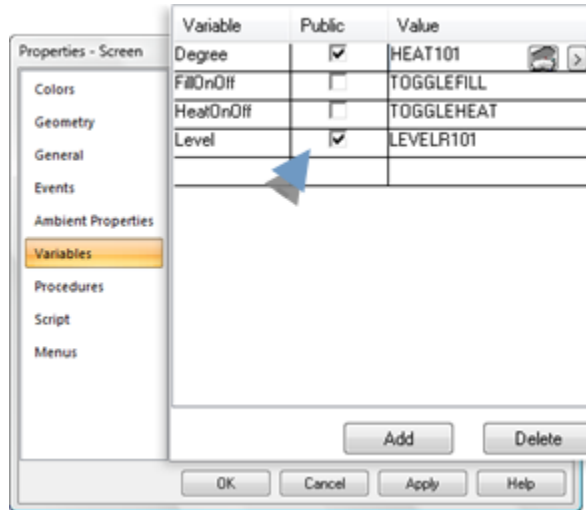 Properties - Screen
Colors
Geometry
General
Events
Ambient Properties
Variables
Procedures
Script
Menus
Variable Public Value
Degree HEAT101
FillOnOff TOGGLEFILL
HeatOnOff TOGGLEHEAT
Level LEVELR101
Add Delete
OK Cancel Apply Help